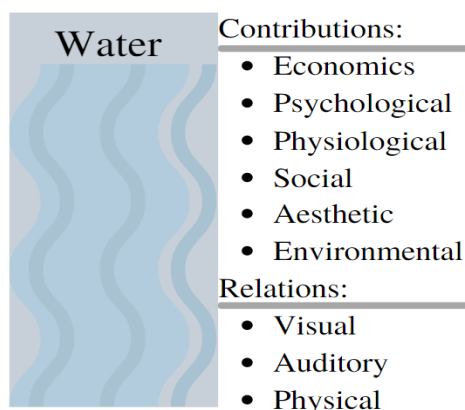 Water
Contributions:
• Economics
• Psychological
• Physiological
• Social
• Aesthetic
• Environmental
Relations:
• Visual
• Auditory
• Physical